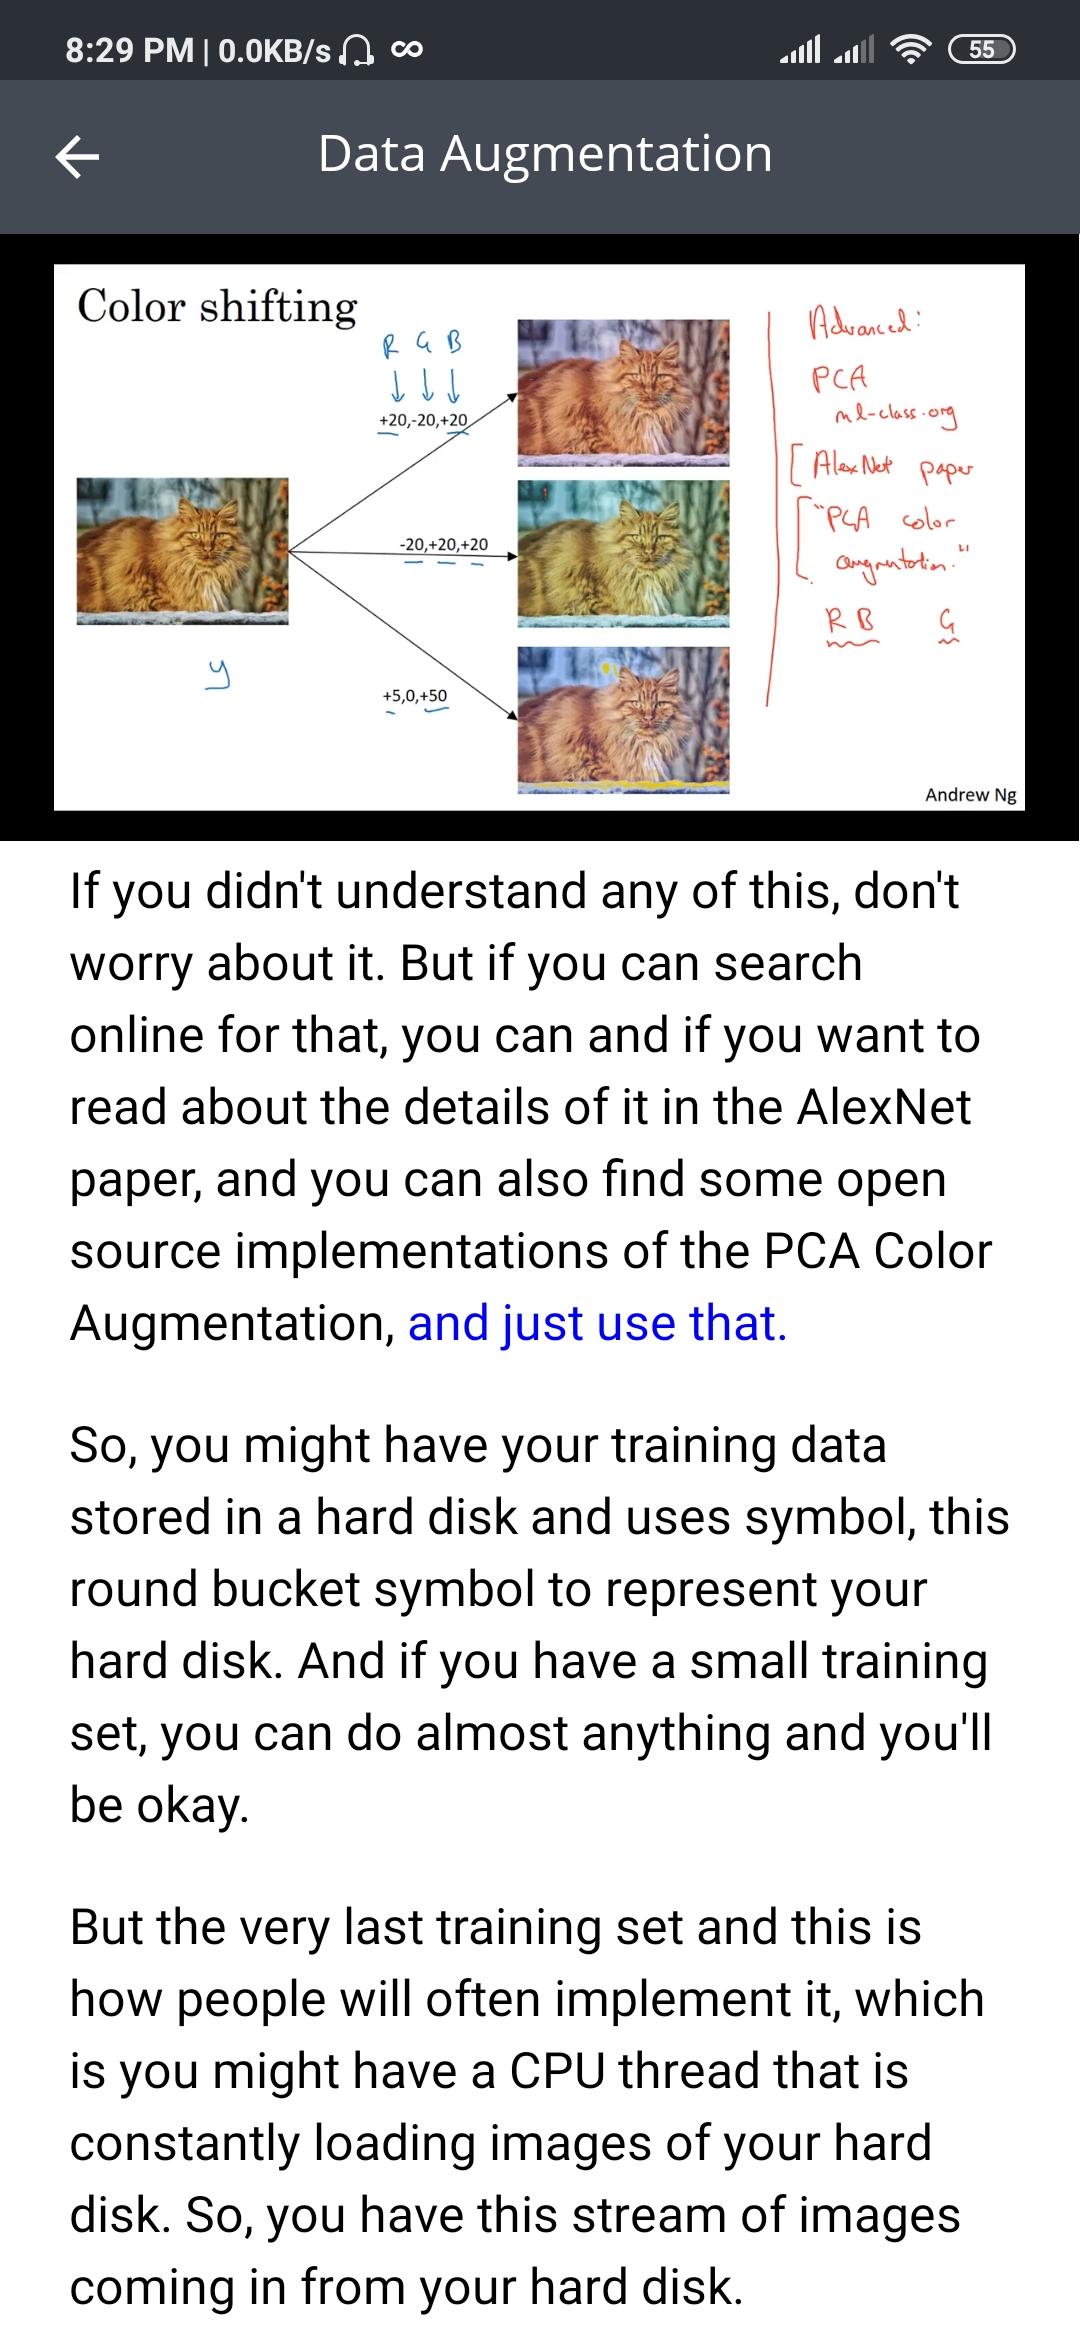 8:29 PM | 0.0KB/s
55
Data Augmentation
Color shifting
R G B
+20,-20,+20
-20,+20,+20
+5,0,+50
y
Advanced:
PCA
ml-class.org
[AlexNet paper
["PCA color
augmentation."
R B G
Andrew Ng
If you didn't understand any of this, don't
worry about it. But if you can search
online for that, you can and if you want to
read about the details of it in the AlexNet
paper, and you can also find some open
source implementations of the PCA Color
Augmentation, and just use that.
So, you might have your training data
stored in a hard disk and uses symbol, this
round bucket symbol to represent your
hard disk. And if you have a small training
set, you can do almost anything and you'll
be okay.
But the very last training set and this is
how people will often implement it, which
is you might have a CPU thread that is
constantly loading images of your hard
disk. So, you have this stream of images
coming in from your hard disk.